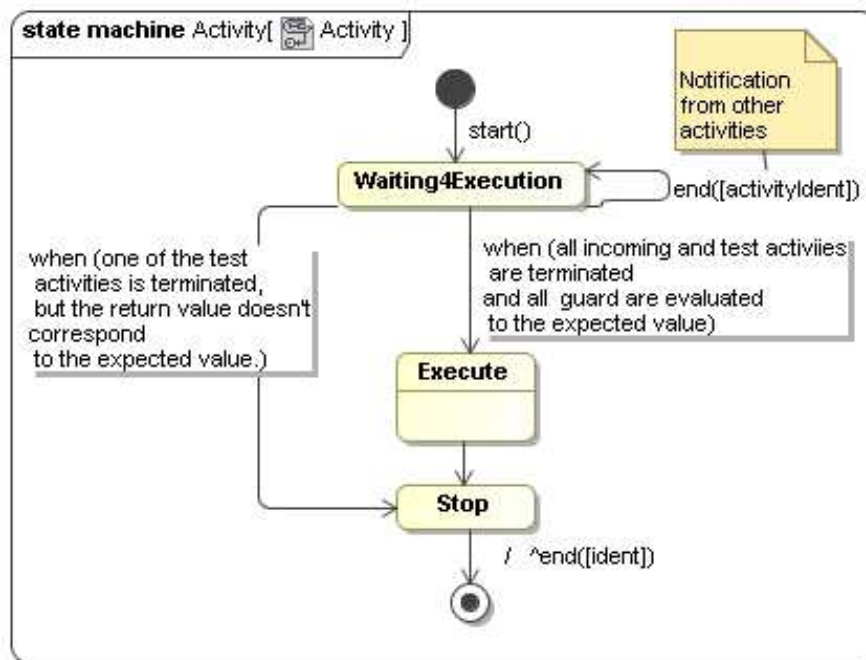 state machine Activity[ Activity ]
Notification
from other
activities
start()
Waiting4Execution
end([activityIdent])
when (one of the test
activities is terminated,
but the return value doesn't
correspond
to the expected value.)
when (all incoming and test activiies
are terminated
and all guard are evaluated
to the expected value)
Execute
Stop
/ ^end([ident])